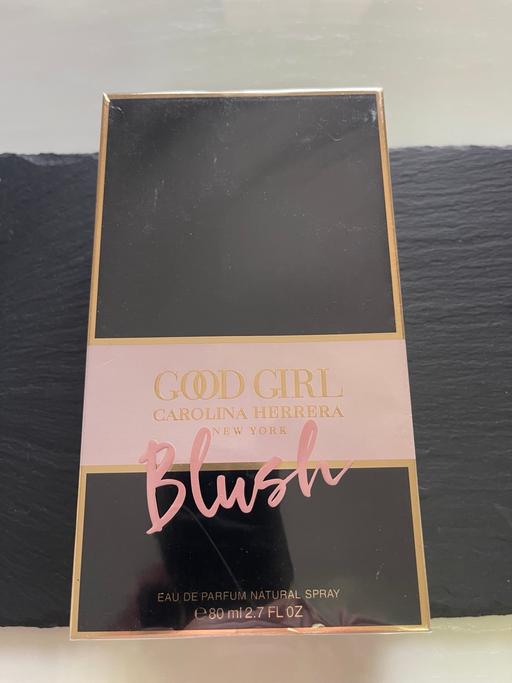 GOOD GIRL
CAROLINA HERRERA
NEW YORK
Blush
EAU DE PARFUM NATURAL SPRAY
℮80 ml 2.7 FL OZ